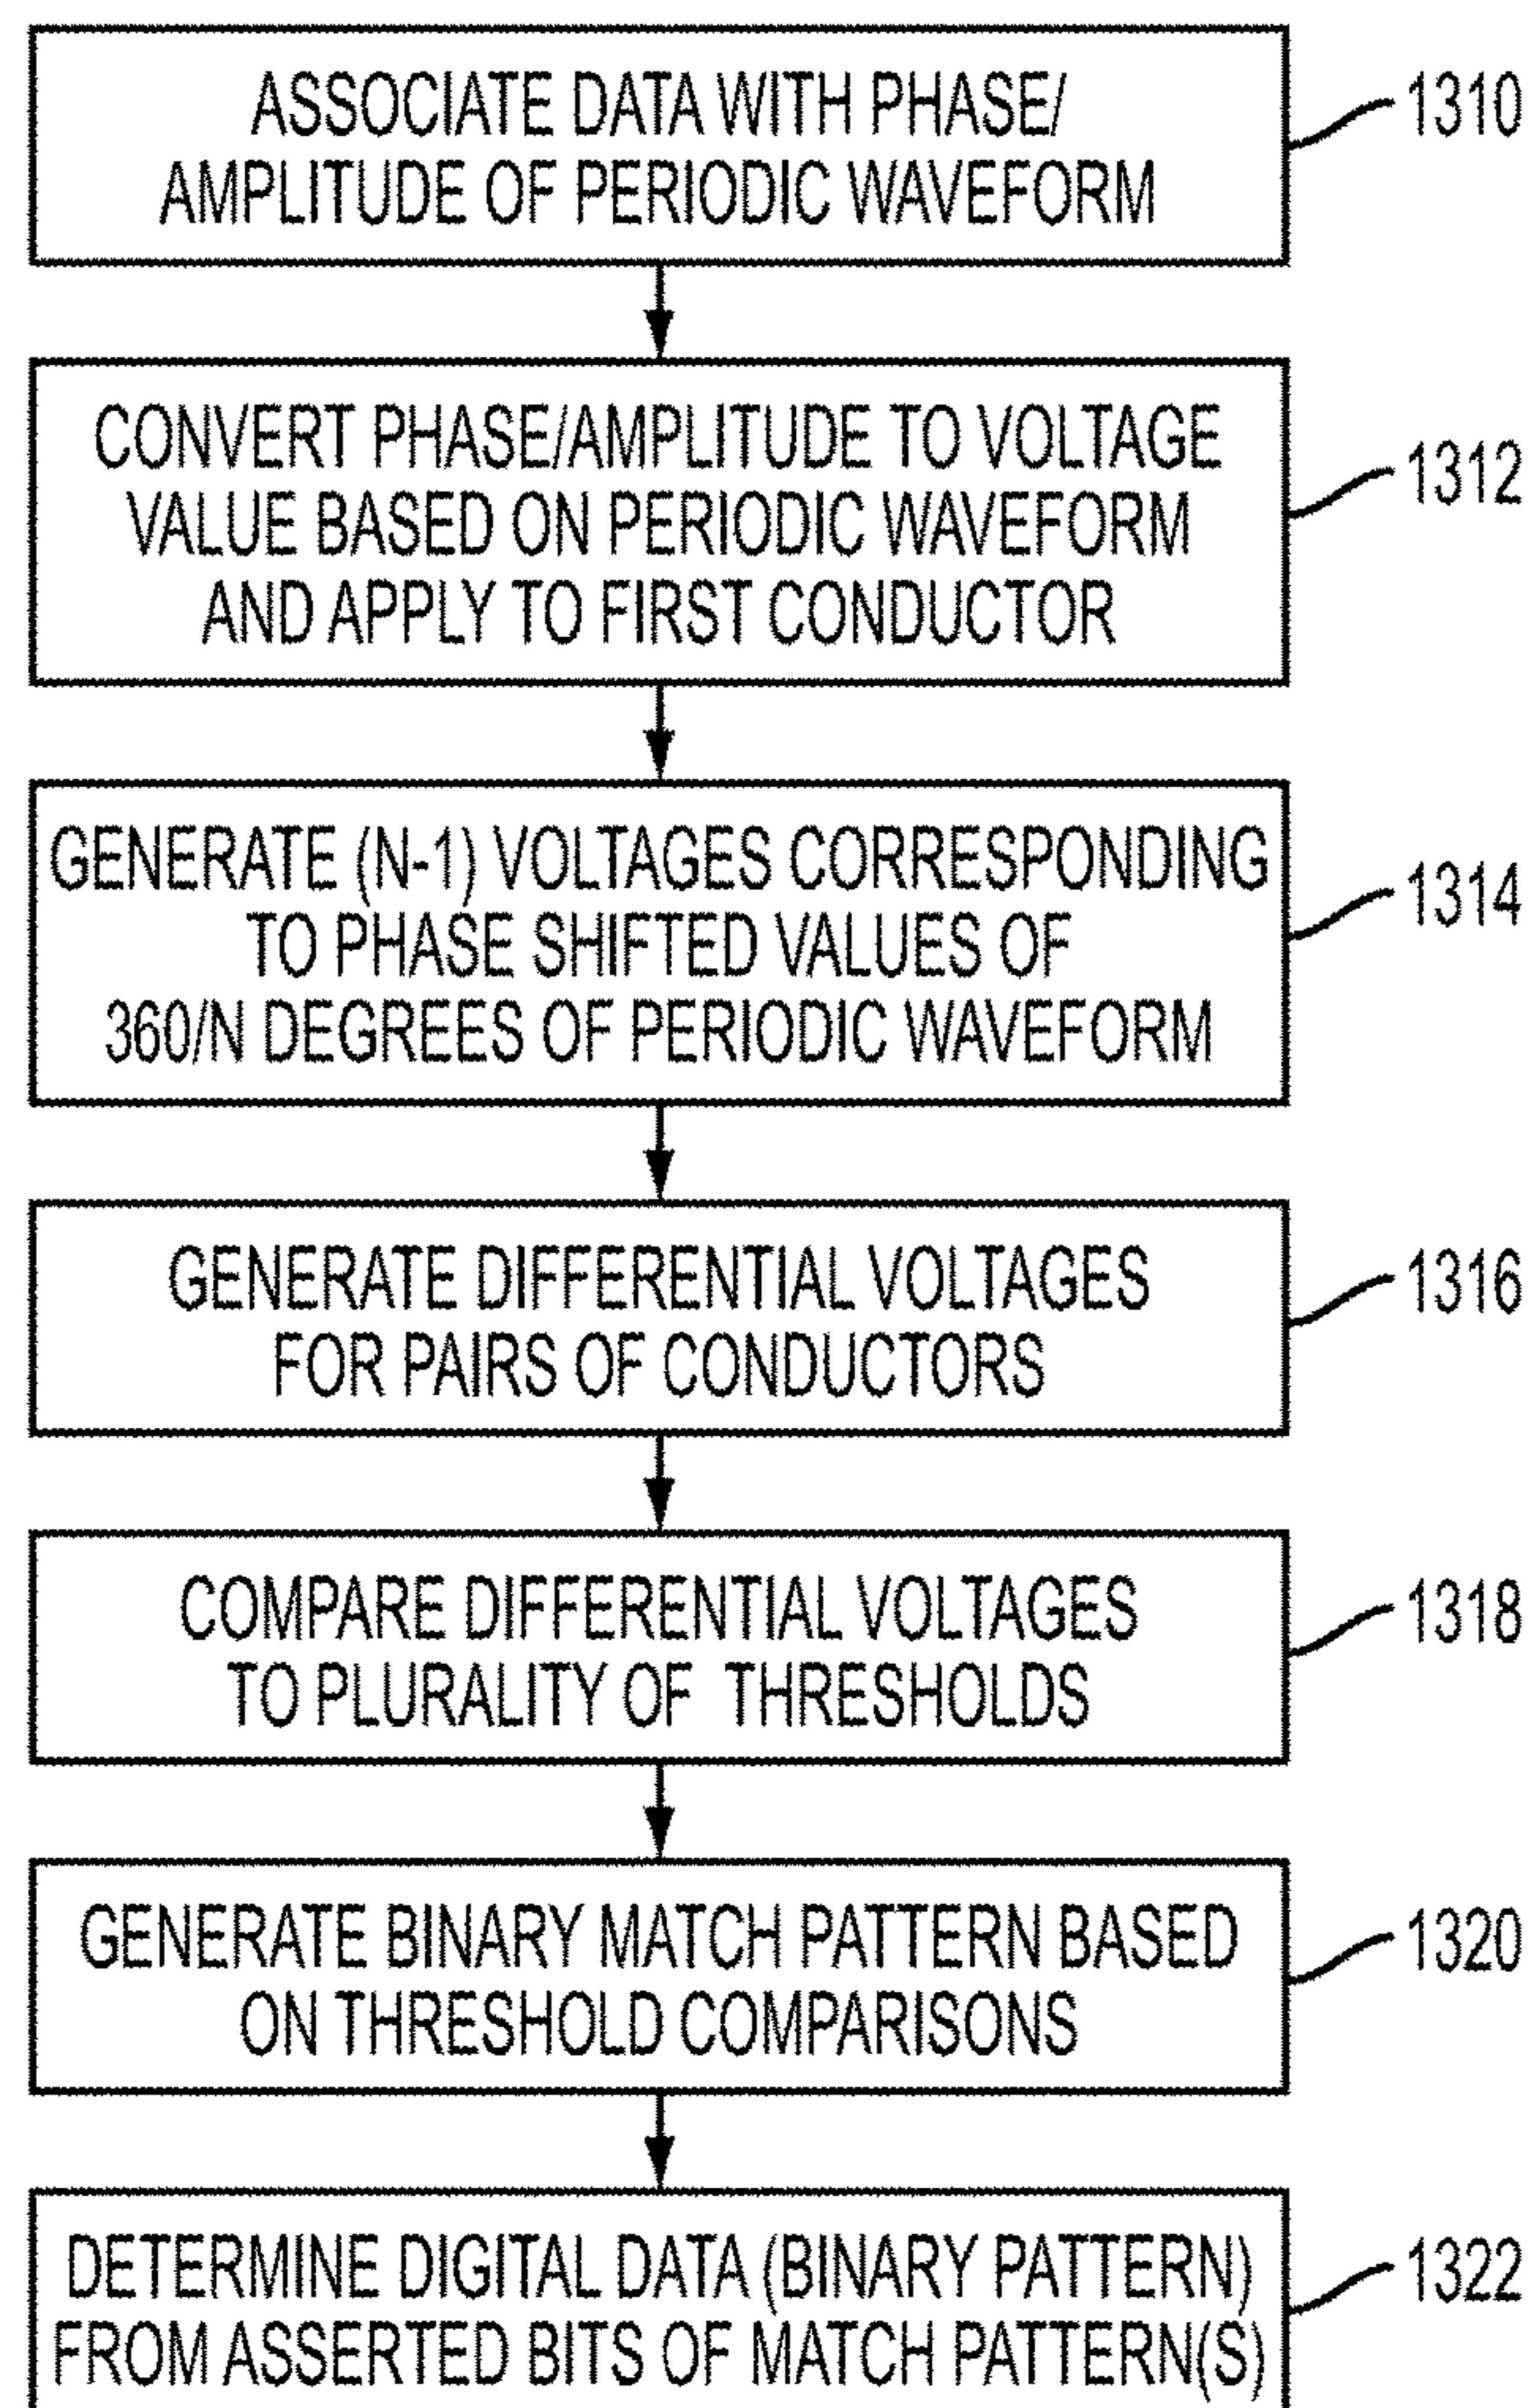 ASSOCIATE DATA WITH PHASE/
AMPLITUDE OF PERIODIC WAVEFORM
1310
CONVERT PHASE/AMPLITUDE TO VOLTAGE
VALUE BASED ON PERIODIC WAVEFORM
AND APPLY TO FIRST CONDUCTOR
1312
GENERATE (N-1) VOLTAGES CORRESPONDING
TO PHASE SHIFTED VALUES OF
360/N DEGREES OF PERIODIC WAVEFORM
1314
GENERATE DIFFERENTIAL VOLTAGES
FOR PAIRS OF CONDUCTORS
1316
COMPARE DIFFERENTIAL VOLTAGES
TO PLURALITY OF THRESHOLDS
1318
GENERATE BINARY MATCH PATTERN BASED
ON THRESHOLD COMPARISONS
1320
DETERMINE DIGITAL DATA (BINARY PATTERN)
FROM ASSERTED BITS OF MATCH PATTERN(S)
1322